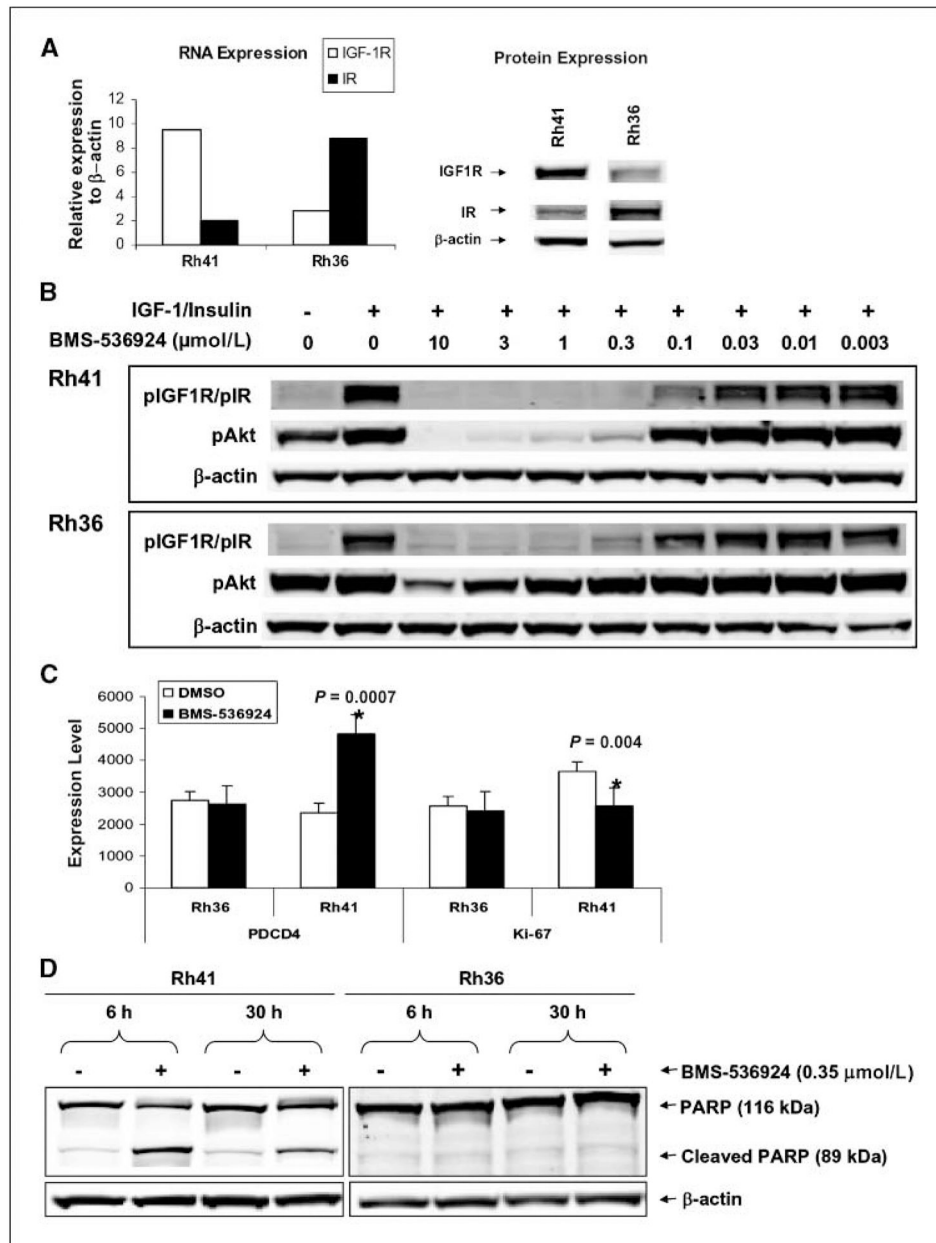 A
RNA Expression
IGF-1R
IR
Relative expression
to β-actin
12
10
8
6
4
2
0
Rh41 Rh36
Protein Expression
Rh41 Rh36
IGF1R
IR
β-actin
B
IGF-1/Insulin - + + + + + + + + +
BMS-536924 (μmol/L) 0 0 10 3 1 0.3 0.1 0.03 0.01 0.003
Rh41
pIGF1R/pIR
pAkt
β-actin
Rh36
pIGF1R/pIR
pAkt
β-actin
C
DMSO
BMS-536924
Expression Level
6000
5000
4000
3000
2000
1000
0
P = 0.0007
*
P = 0.004
*
Rh36 Rh41 Rh36 Rh41
PDCD4 Ki-67
D
Rh41 Rh36
6 h 30 h 6 h 30 h
- + - + - + - + BMS-536924 (0.35 μmol/L)
PARP (116 kDa)
Cleaved PARP (89 kDa)
β-actin